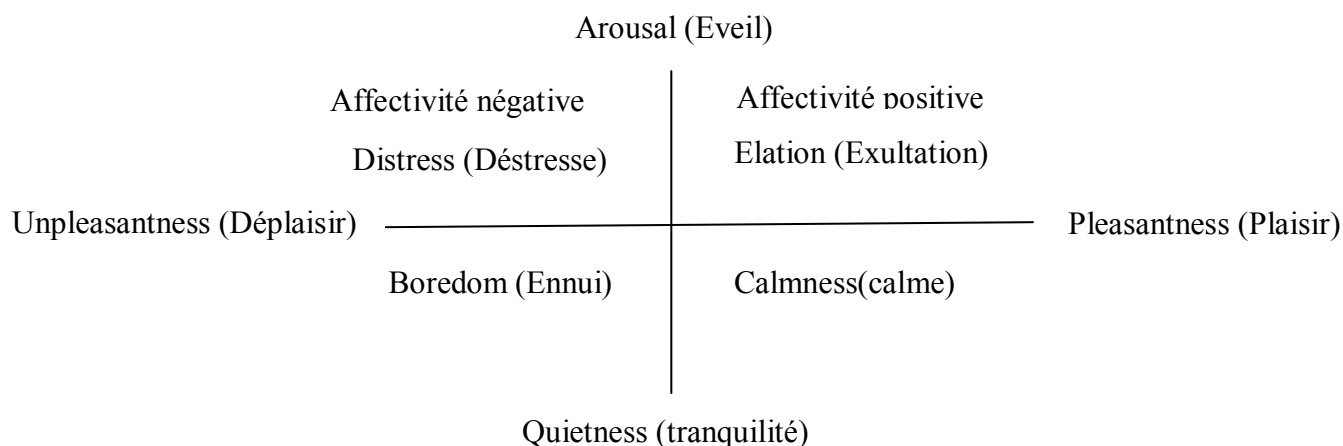 Arousal (Eveil)
Affectivité négative
Affectivité positive
Distress (Déstresse)
Elation (Exultation)
Unpleasantness (Déplaisir)
Pleasantness (Plaisir)
Boredom (Ennui)
Calmness(calme)
Quietness (tranquilité)